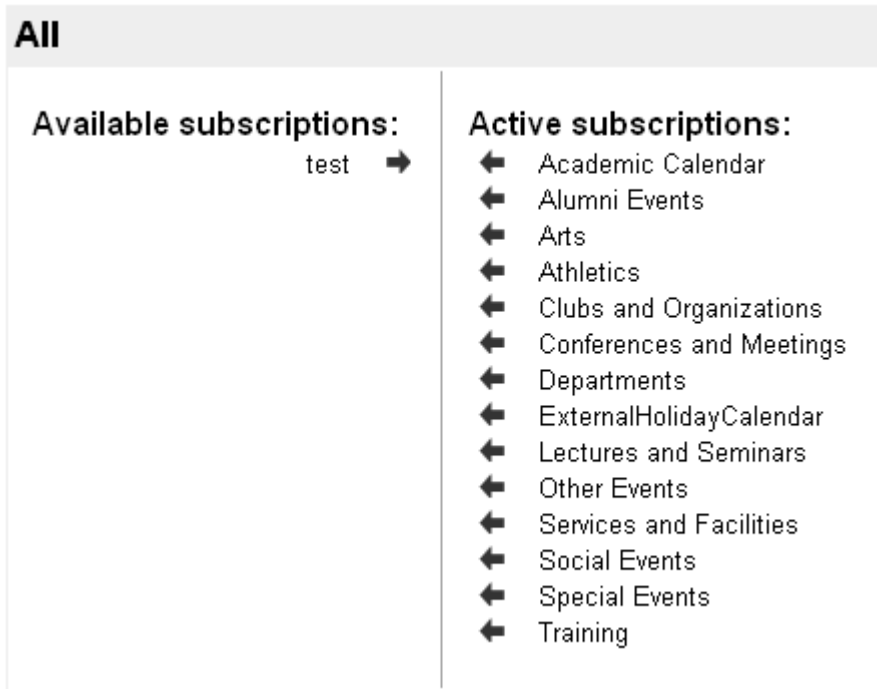 All
Available subscriptions:
test
Active subscriptions:
Academic Calendar
Alumni Events
Arts
Athletics
Clubs and Organizations
Conferences and Meetings
Departments
ExternalHolidayCalendar
Lectures and Seminars
Other Events
Services and Facilities
Social Events
Special Events
Training